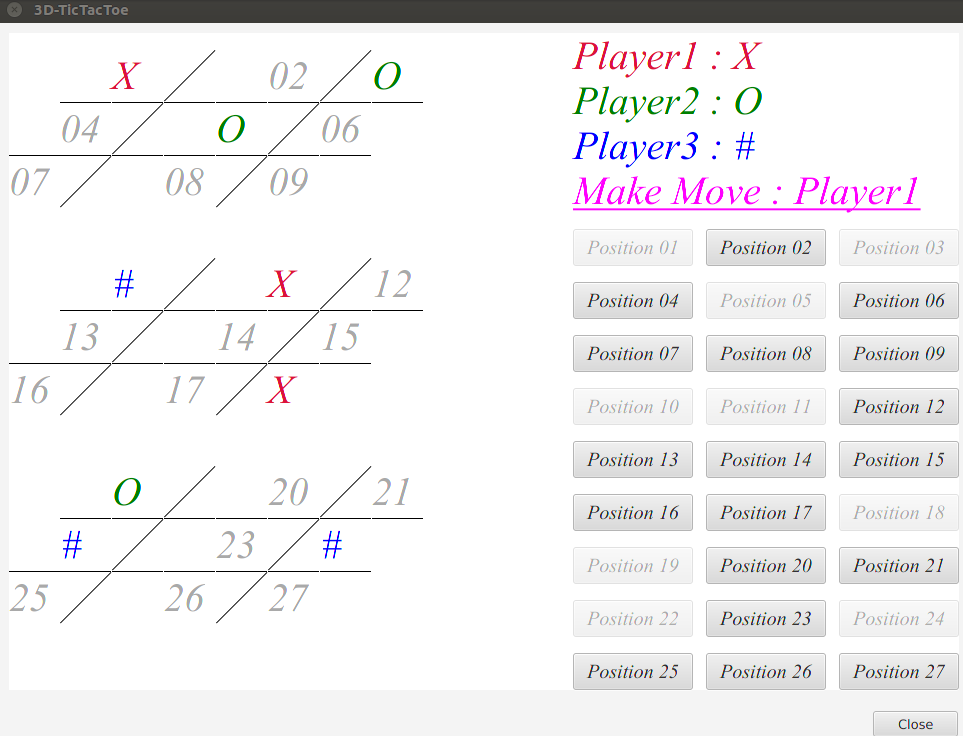 3D-TicTacToe
X 02 O
04 O 06
07 08 09
# X 12
13 14 15
16 17 X
O 20 21
# 23 #
25 26 27
Player1 : X
Player2 : O
Player3 : #
Make Move : Player1
Position 01 Position 02 Position 03
Position 04 Position 05 Position 06
Position 07 Position 08 Position 09
Position 10 Position 11 Position 12
Position 13 Position 14 Position 15
Position 16 Position 17 Position 18
Position 19 Position 20 Position 21
Position 22 Position 23 Position 24
Position 25 Position 26 Position 27
Close